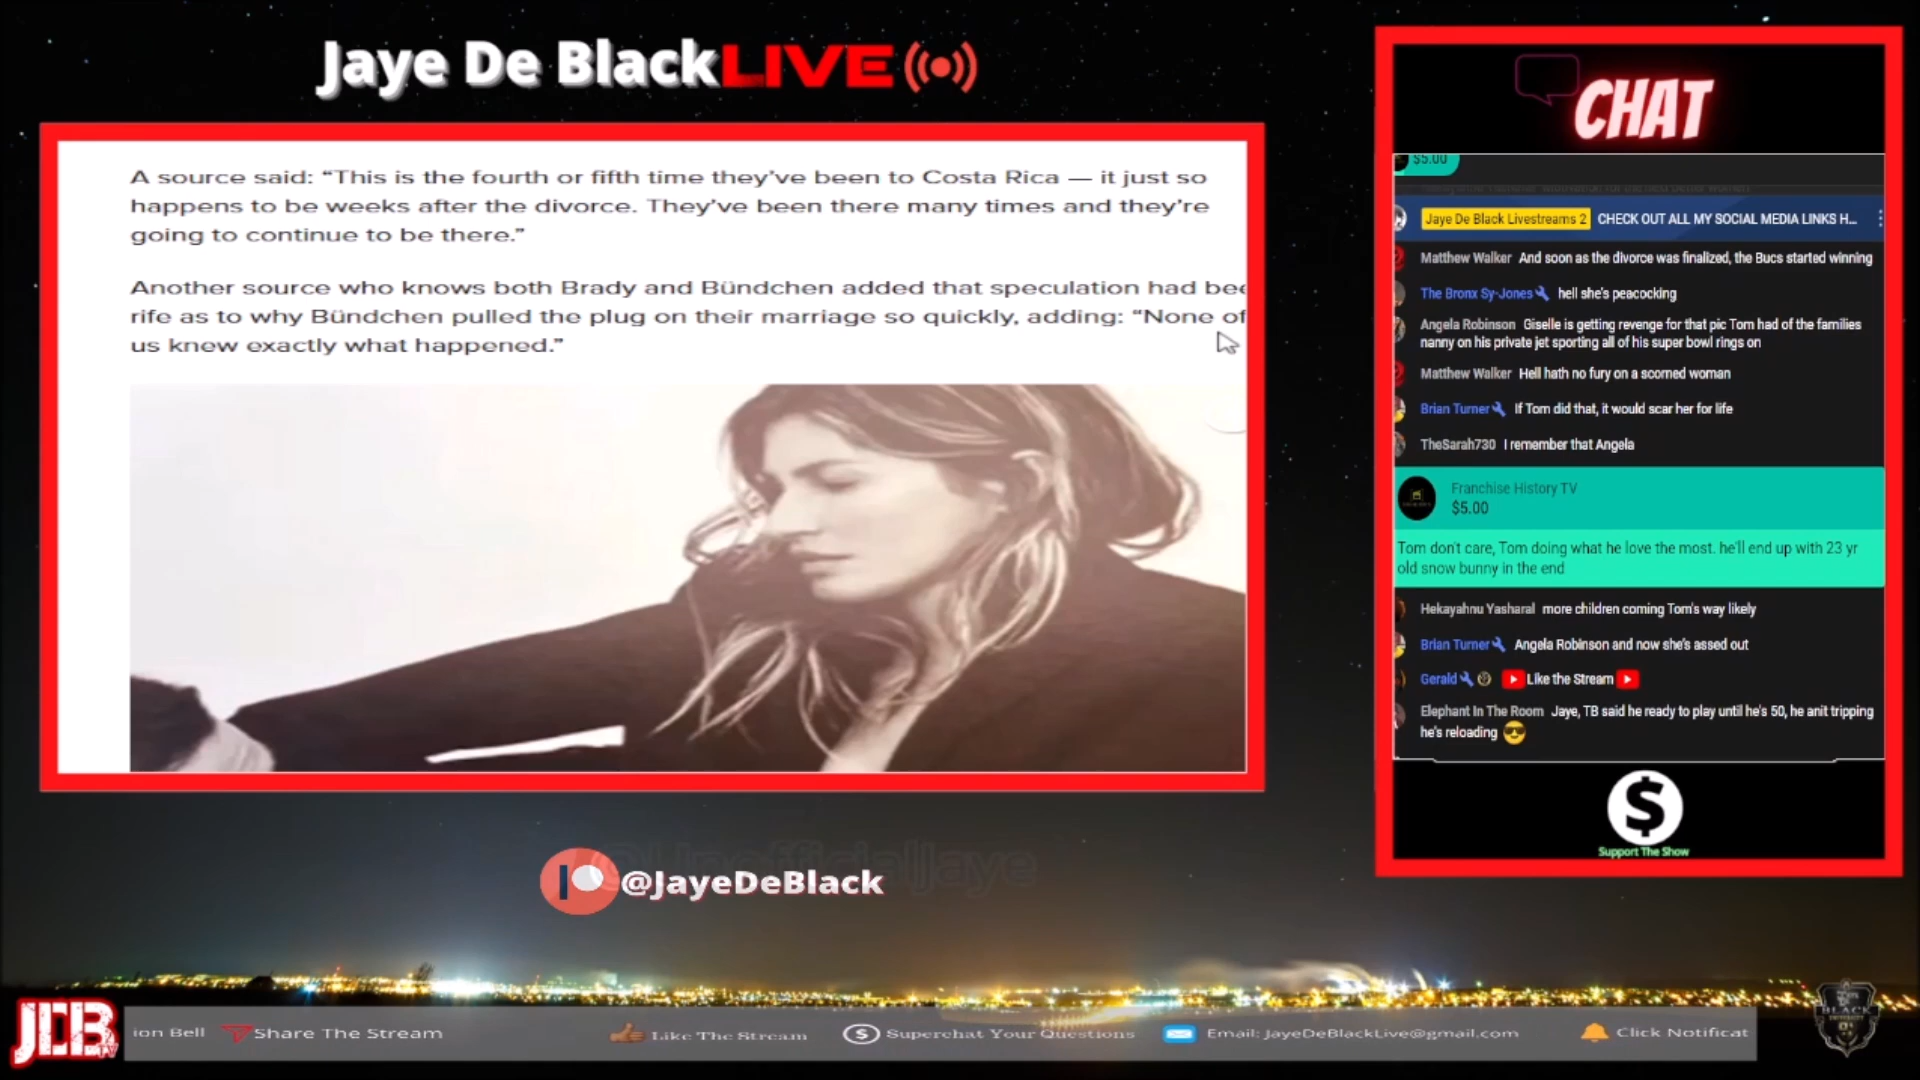 Jaye De BlackLIVE
A source said: “This is the fourth or fifth time they’ve been to Costa Rica — it just so
happens to be weeks after the divorce. They’ve been there many times and they’re
going to continue to be there.”
Another source who knows both Brady and Bündchen added that speculation had
rife as to why Bündchen pulled the plug on their marriage so quickly, adding: “None of
us knew exactly what happened.”
@JayeDeBlack
CHAT
$5.00
Jaye De Black Livestreams 2 CHECK OUT ALL MY SOCIAL MEDIA LINKS H...
Matthew Walker And soon as the divorce was finalized, the Bucs started winning
The Bronx Sy-Jones hell she's peacocking
Angela Robinson Giselle is getting revenge for that pic Tom had of the families
nanny on his private jet sporting all of his super bowl rings on
Matthew Walker Hell hath no fury on a scorned woman
Brian Turner If Tom did that, it would scar her for life
TheSarah730 I remember that Angela
Franchise History TV
$5.00
Tom don't care, Tom doing what he love the most. he'll end up with 23 yr
old snow bunny in the end
Hekayahnu Yasharal more children coming Tom's way likely
Brian Turner Angela Robinson and now she's assed out
Gerald Like the Stream
Elephant In The Room Jaye, TB said he ready to play until he's 50, he anit tripping
he's reloading 😎
$
Support The Show
JDB TV
ion Bell Share The Stream Like The Stream $ Superchat Your Questions Email: JayeDeBlackLive@gmail.com Click Notificat
BLACK